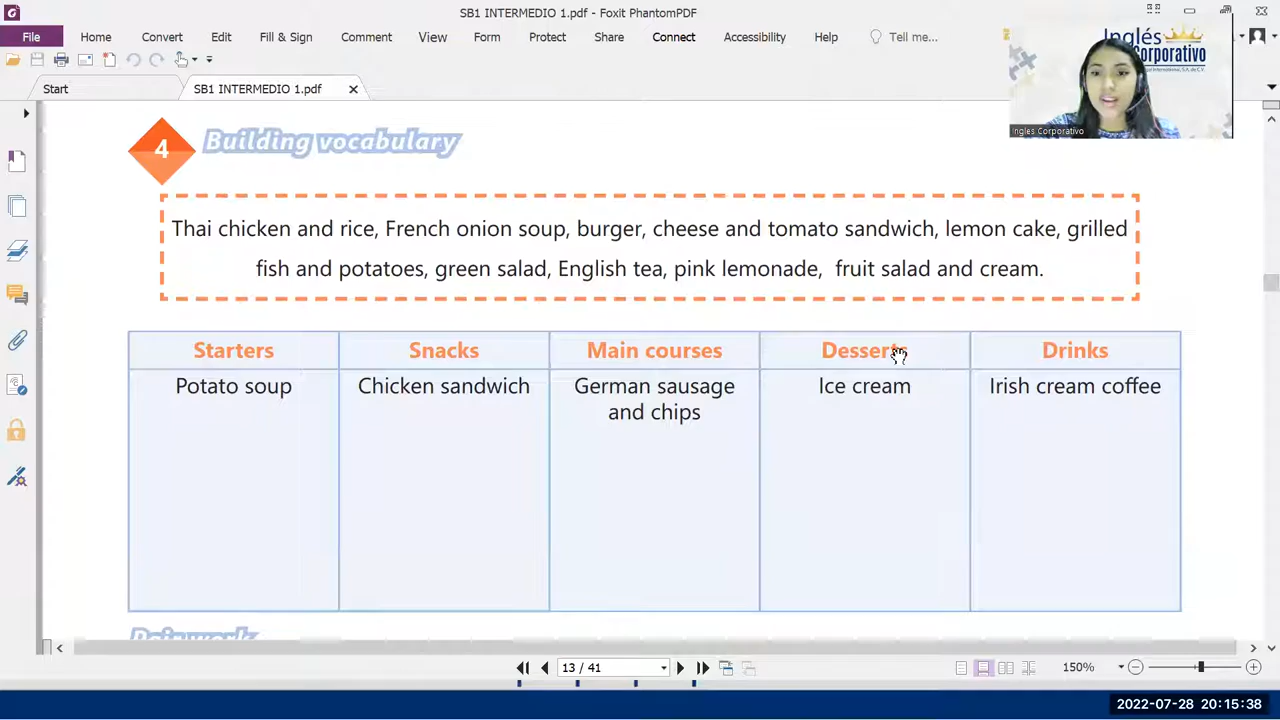 SB1 INTERMEDIO 1.pdf - Foxit PhantomPDF
File Home Convert Edit Fill & Sign Comment View Form Protect Share Connect Accessibility Help Tell me...
Start SB1 INTERMEDIO 1.pdf
Inglés
Corporativo
Ingles Corporativo
4 Building vocabulary
Thai chicken and rice, French onion soup, burger, cheese and tomato sandwich, lemon cake, grilled
fish and potatoes, green salad, English tea, pink lemonade, fruit salad and cream.
Starters Snacks Main courses Desserts Drinks
Potato soup Chicken sandwich German sausage Ice cream Irish cream coffee
and chips
Pair work
13 / 41 150%
2022-07-28 20:15:38